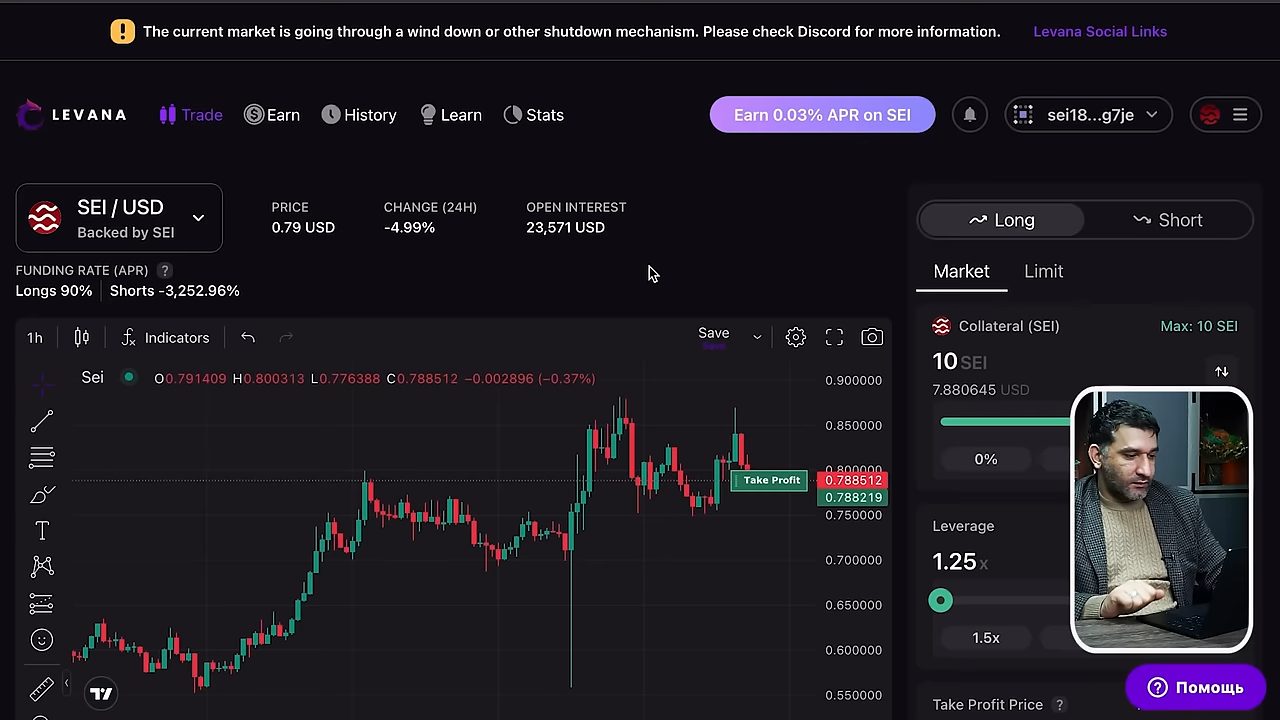 The current market is going through a wind down or other shutdown mechanism. Please check Discord for more information. Levana Social Links
LEVANA Trade Earn History Learn Stats Earn 0.03% APR on SEI sei18...g7je
SEI / USD
Backed by SEI
PRICE
0.79 USD
CHANGE (24H)
-4.99%
OPEN INTEREST
23,571 USD
FUNDING RATE (APR) ?
Longs 90% Shorts -3,252.96%
1h Indicators Save
Save
Sei O0.791409 H0.800313 L0.776388 C0.788512 −0.002896 (−0.37%)
0.900000
0.850000
0.800000
Take Profit
0.788512
0.788219
0.750000
0.700000
0.650000
0.600000
0.550000
Long Short
Market Limit
Collateral (SEI) Max: 10 SEI
10 SEI
7.880645 USD
0%
Leverage
1.25 x
1.5x
Take Profit Price ?
Помощь